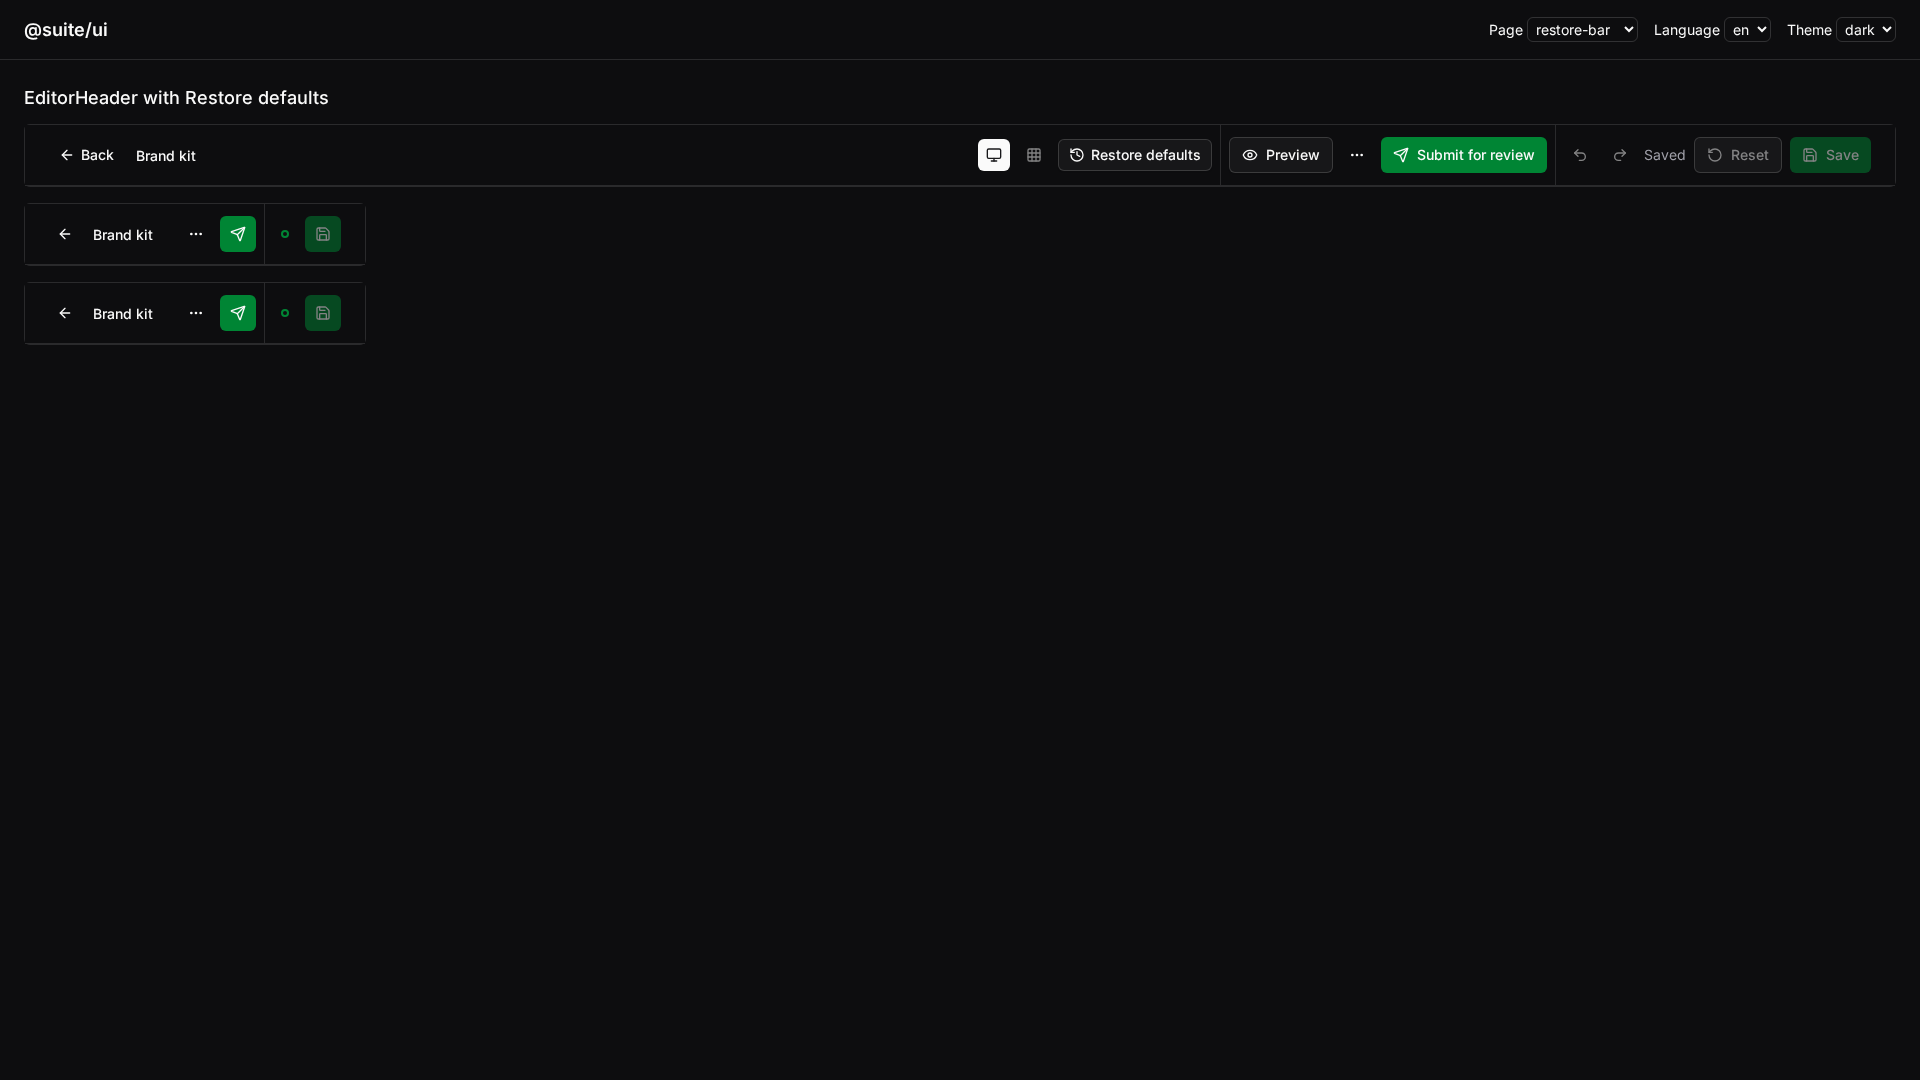 @suite/ui
Page restore-bar Language en Theme dark
EditorHeader with Restore defaults
Back Brand kit Restore defaults Preview Submit for review Saved Reset Save
Brand kit
Brand kit